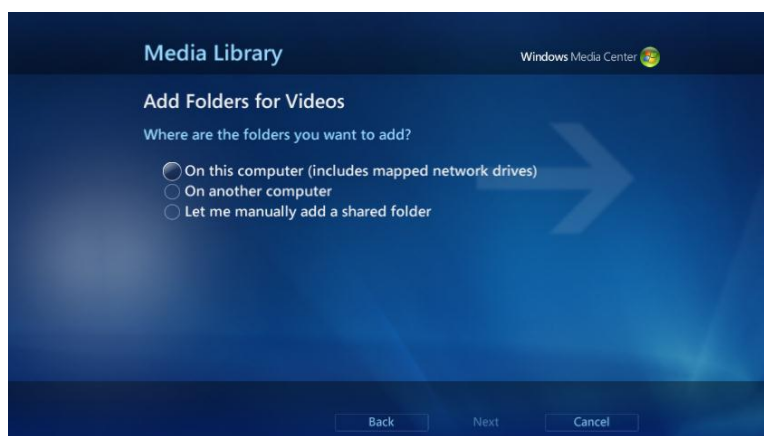 Media Library
Windows Media Center
Add Folders for Videos
Where are the folders you want to add?
On this computer (includes mapped network drives)
On another computer
Let me manually add a shared folder
Back Next Cancel